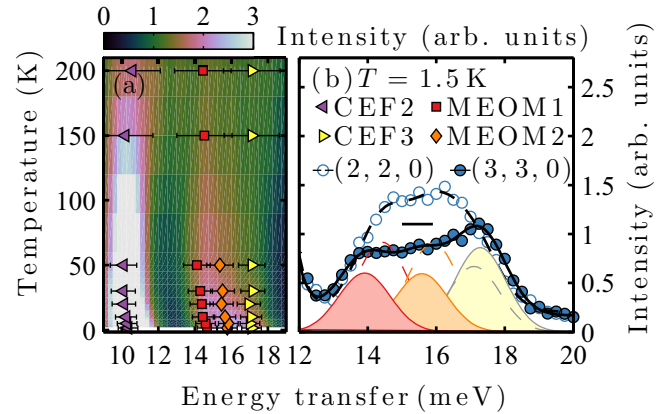 0 1 2 3 Intensity (arb. units)
(a)
Temperature (K)
200
150
100
50
0
10 12 14 16 18
(b) T = 1.5 K
CEF2 MEOM1
CEF3 MEOM2
(2, 2, 0) (3, 3, 0)
2.5
2
1.5
1
0.5
0
Intensity (arb. units)
12 14 16 18 20
Energy transfer (meV)